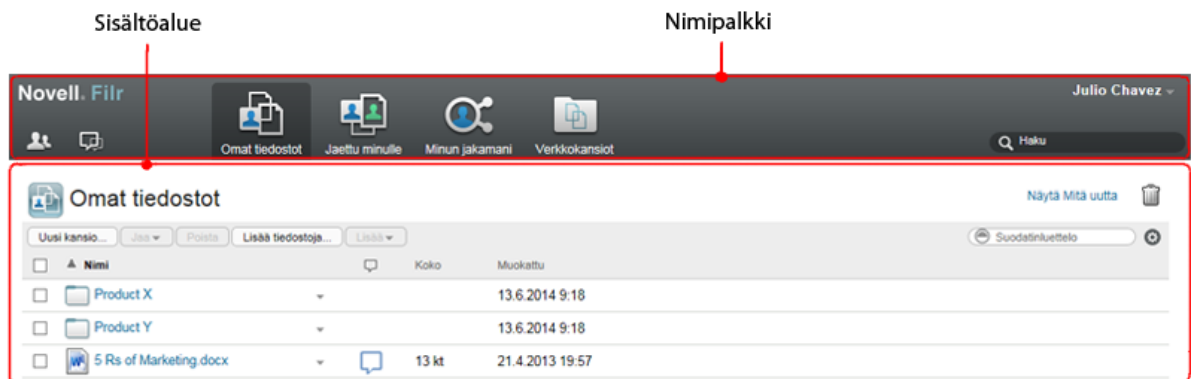 Sisältöalue Nimipalkki
Novell. Filr Julio Chavez
Omat tiedostot Jaettu minulle Minun jakamani Verkkokansiot Haku
Omat tiedostot Näytä Mitä uutta
Uusi kansio... Jaa Poista Lisää tiedostoja... Lisää Suodatinluettelo
Nimi Koko Muokattu
Product X 13.6.2014 9:18
Product Y 13.6.2014 9:18
5 Rs of Marketing.docx 13 kt 21.4.2013 19:57